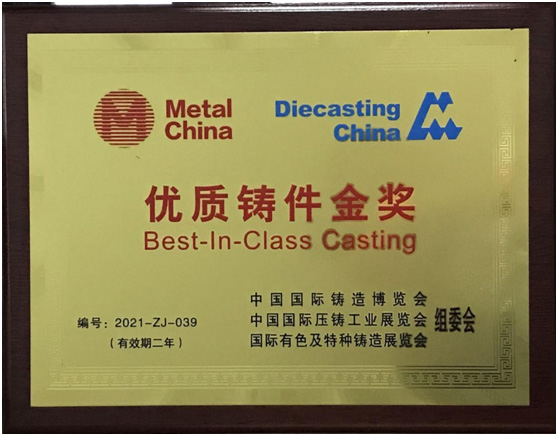 Metal
China
Diecasting
China
优质铸件金奖
Best-In-Class Casting
编号：2021-ZJ-039
（有效期二年）
中国国际铸造博览会
中国国际压铸工业展览会
国际有色及特种铸造展览会
组委会